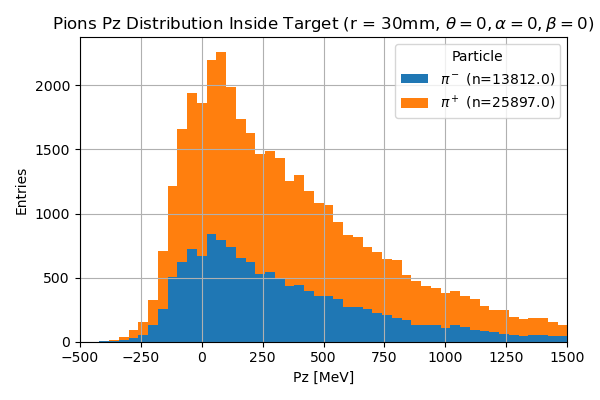 Pions Pz Distribution Inside Target (r = 30mm, θ = 0, α = 0, β = 0)
Particle
π⁻ (n=13812.0)
π⁺ (n=25897.0)
Entries
2000
1500
1000
500
0
−500 −250 0 250 500 750 1000 1250 1500
Pz [MeV]